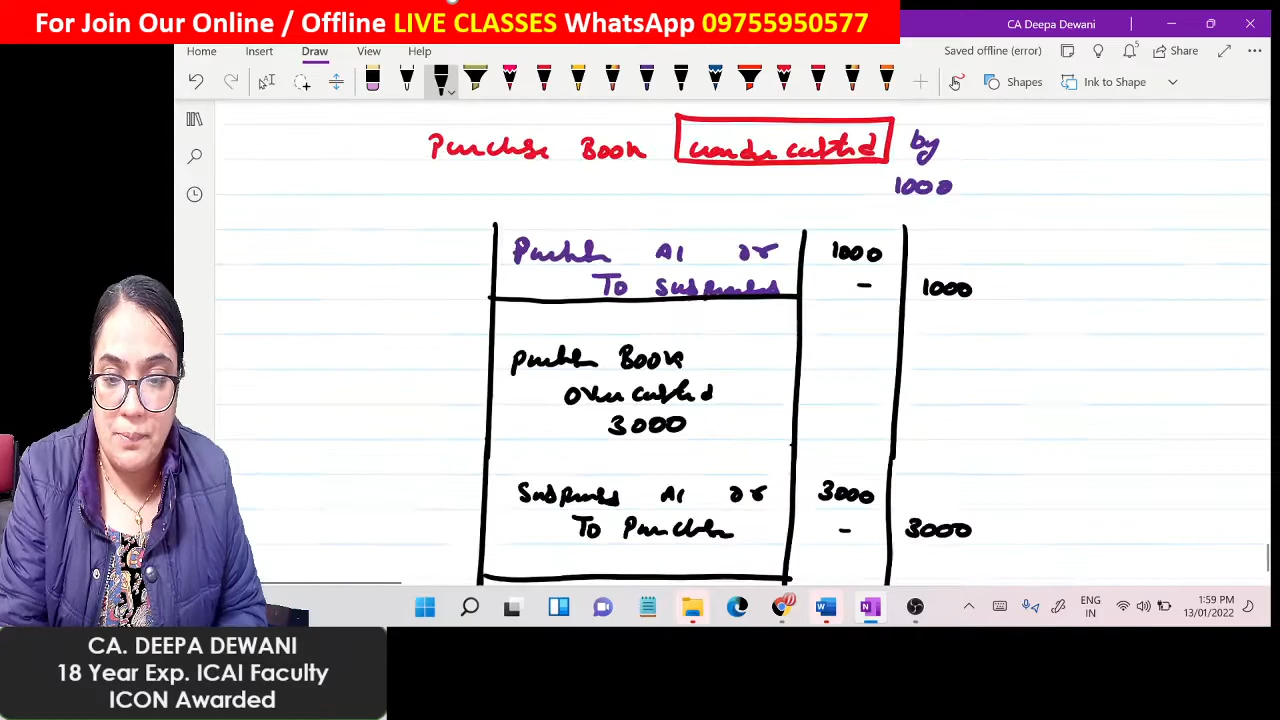 For Join Our Online / Offline LIVE CLASSES WhatsApp 09755950577
CA Deepa Dewani
Home Insert Draw View Help
Saved offline (error) Share
Shapes Ink to Shape
Purchase Book undercasted by
1000
Purchase A/c Dr 1000
To Suspense - 1000
Purchase Book
overcasted
3000
Suspense A/c Dr 3000
To Purchase - 3000
ENG
IN
1:59 PM
13/01/2022
CA. DEEPA DEWANI
18 Year Exp. ICAI Faculty
ICON Awarded